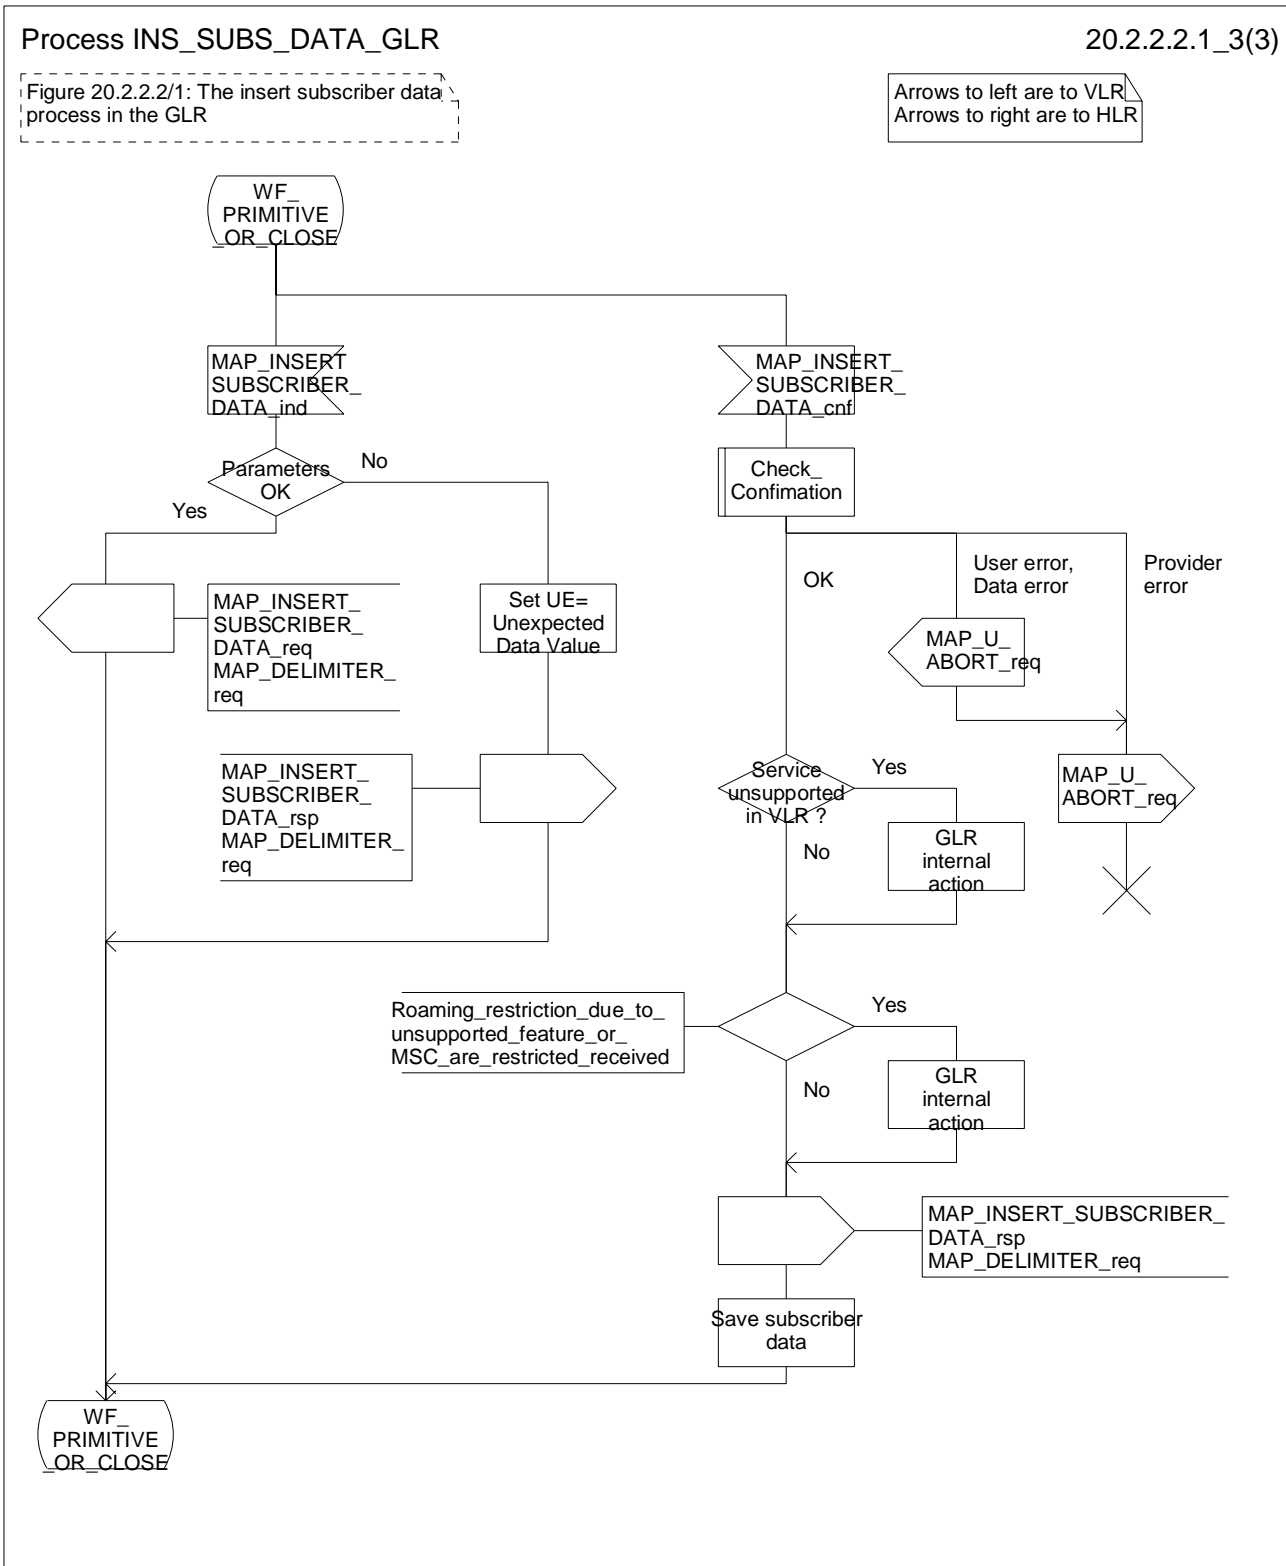 Process INS_SUBS_DATA_GLR
20.2.2.2.1_3(3)
Figure 20.2.2.2/1: The insert subscriber data
process in the GLR
Arrows to left are to VLR
Arrows to right are to HLR
WF_
PRIMITIVE
_OR_CLOSE
MAP_INSERT
SUBSCRIBER_
DATA_ind
MAP_INSERT_
SUBSCRIBER_
DATA_cnf
Parameters
OK
No
Yes
Check_
Confimation
OK
User error,
Data error
Provider
error
MAP_INSERT_
SUBSCRIBER_
DATA_req
MAP_DELIMITER_
req
Set UE=
Unexpected
Data Value
MAP_U_
ABORT_req
MAP_INSERT_
SUBSCRIBER_
DATA_rsp
MAP_DELIMITER_
req
Service
unsupported
in VLR ?
Yes
No
MAP_U_
ABORT_req
GLR
internal
action
Roaming_restriction_due_to_
unsupported_feature_or_
MSC_are_restricted_received
Yes
No
GLR
internal
action
MAP_INSERT_SUBSCRIBER_
DATA_rsp
MAP_DELIMITER_req
Save subscriber
data
WF_
PRIMITIVE
_OR_CLOSE